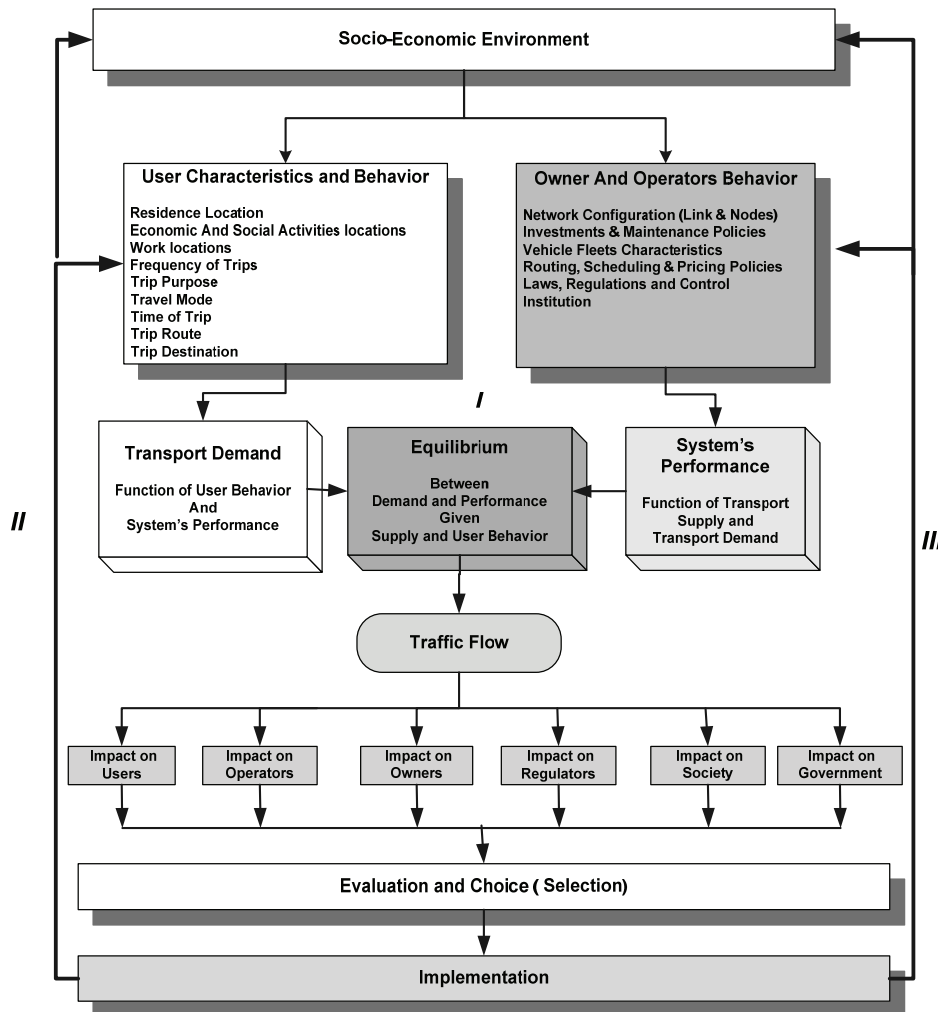 Socio-Economic Environment
User Characteristics and Behavior
Residence Location
Economic And Social Activities locations
Work locations
Frequency of Trips
Trip Purpose
Travel Mode
Time of Trip
Trip Route
Trip Destination
Owner And Operators Behavior
Network Configuration (Link & Nodes)
Investments & Maintenance Policies
Vehicle Fleets Characteristics
Routing, Scheduling & Pricing Policies
Laws, Regulations and Control
Institution
I
Transport Demand
Function of User Behavior
And
System's Performance
Equilibrium
Between
Demand and Performance
Given
Supply and User Behavior
System's
Performance
Function of Transport
Supply and
Transport Demand
II
III
Traffic Flow
Impact on
Users
Impact on
Operators
Impact on
Owners
Impact on
Regulators
Impact on
Society
Impact on
Government
Evaluation and Choice ( Selection)
Implementation